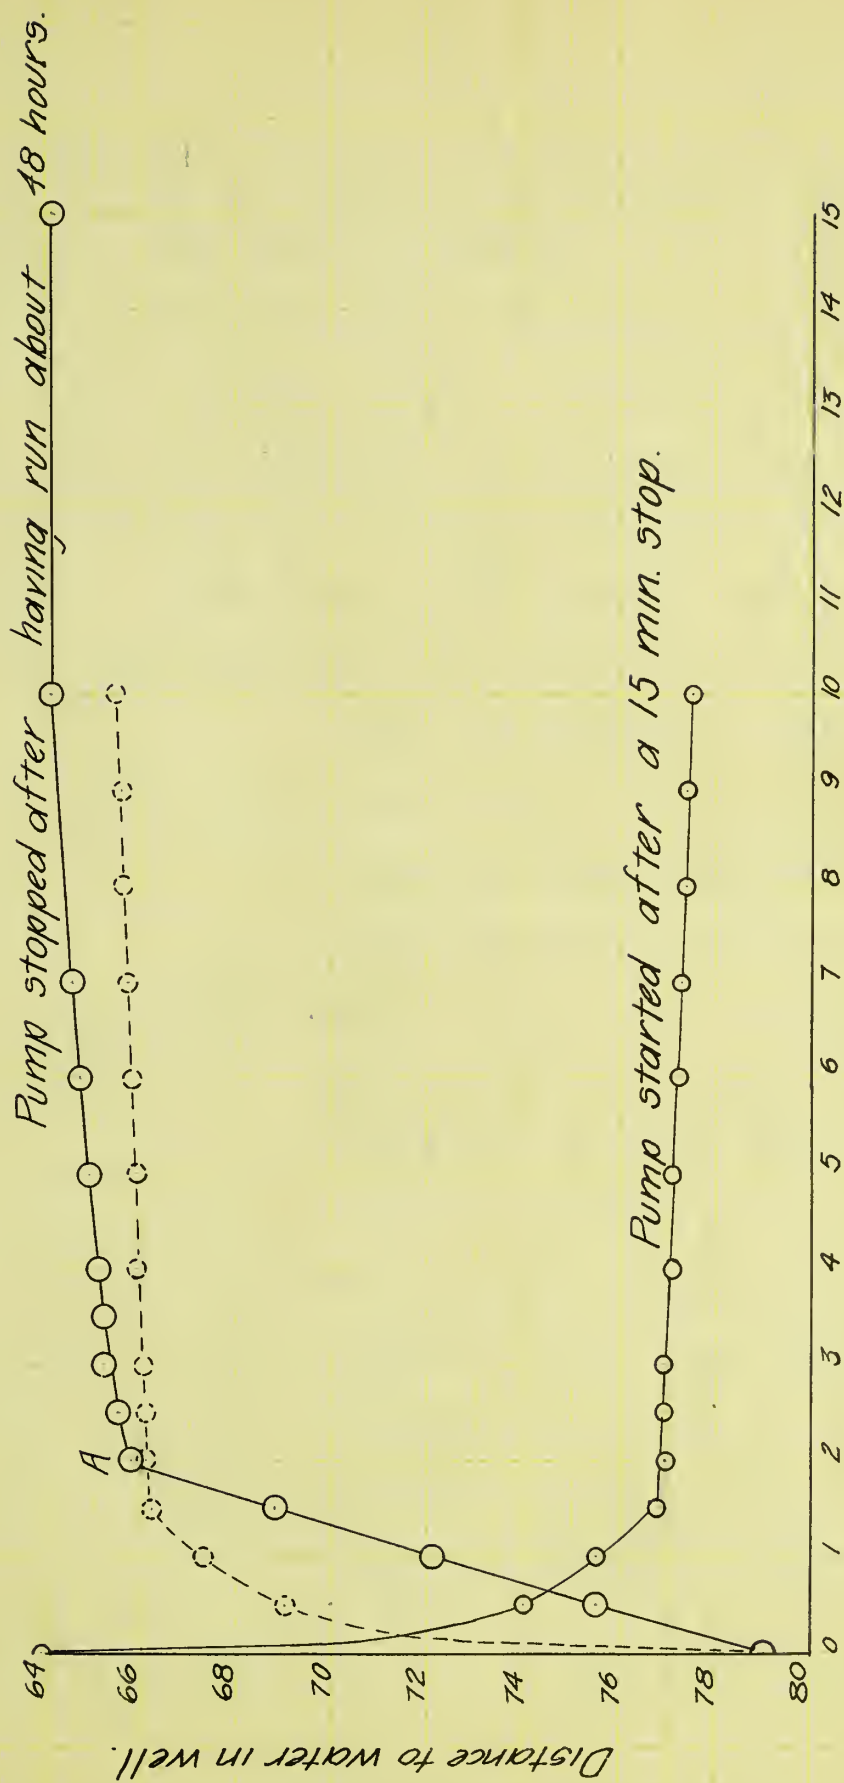 Pump stopped after having run about 48 hours.
A
Pump started after a 15 min. stop.
Distance to water in well.
64
66
68
70
72
74
76
78
80
0 1 2 3 4 5 6 7 8 9 10 11 12 13 14 15